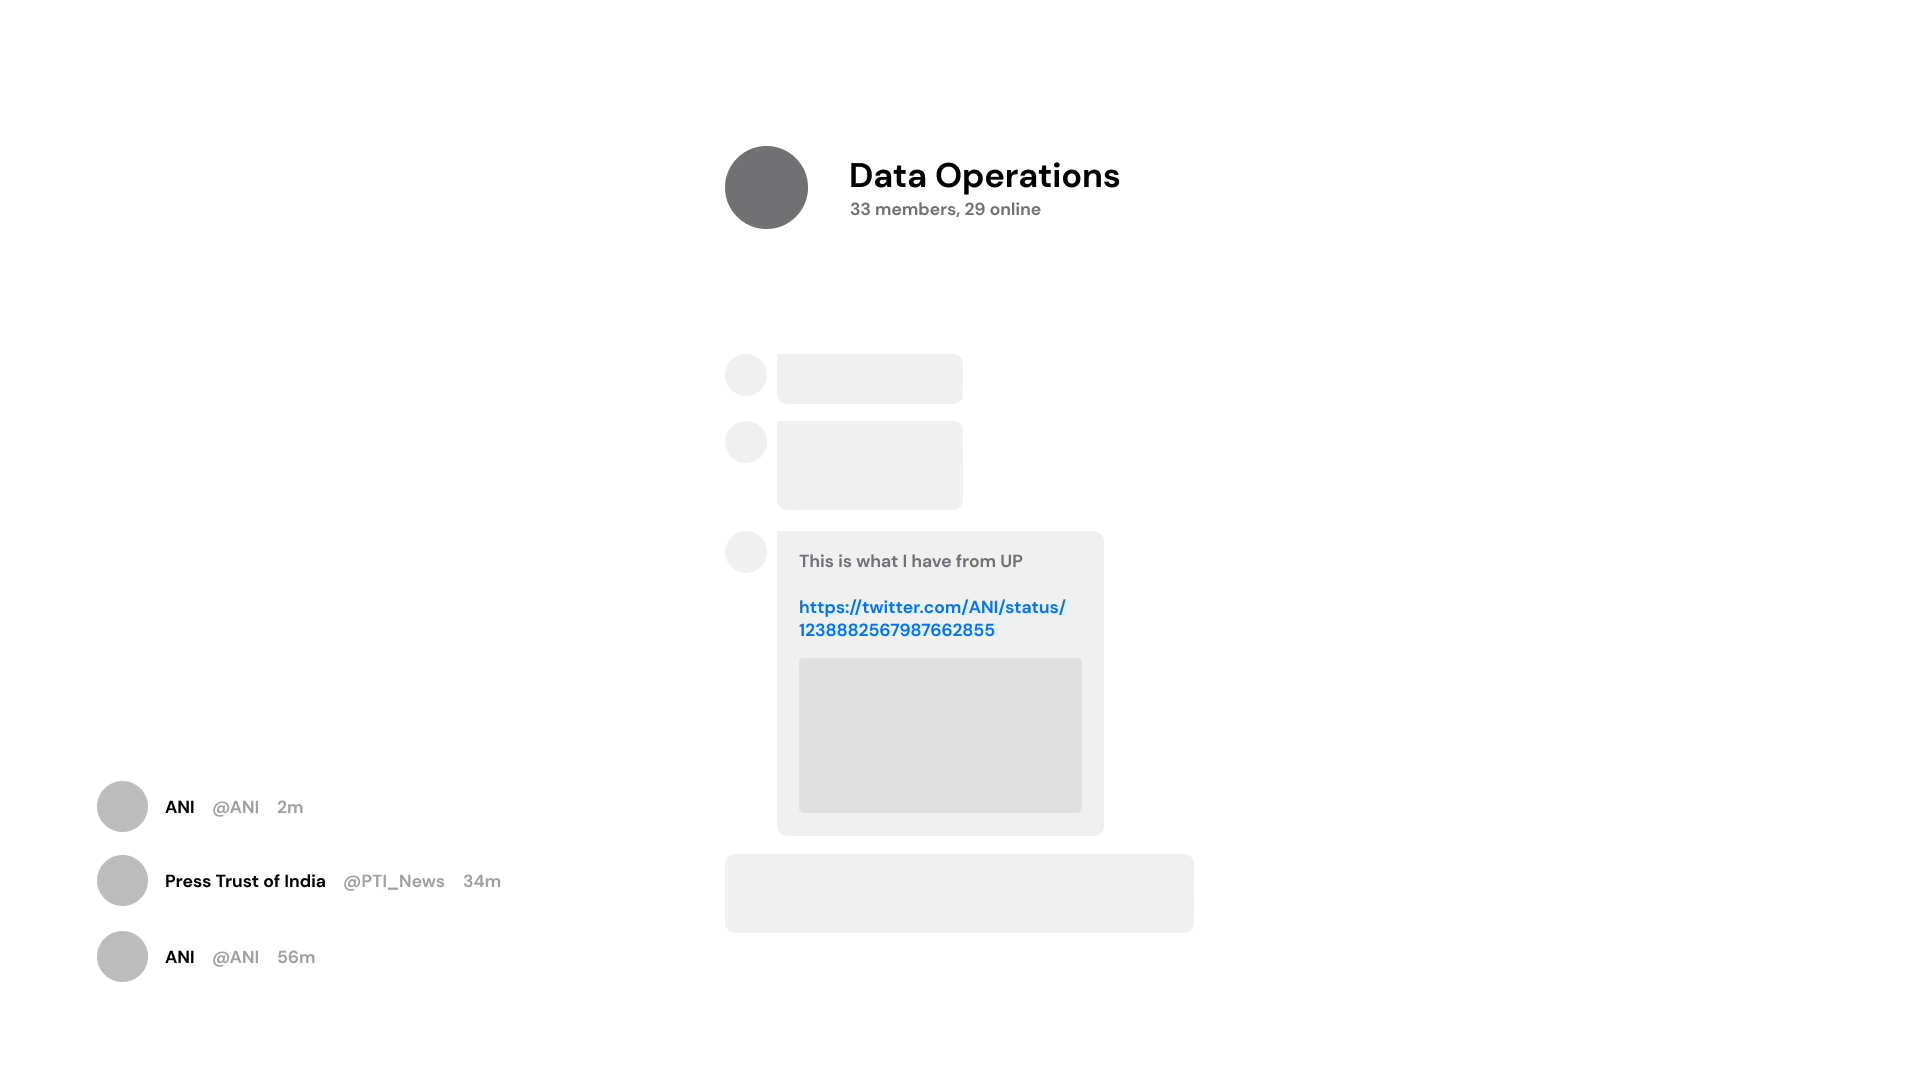 Data Operations
33 members, 29 online
This is what I have from UP
https://twitter.com/ANI/status/
1238882567987662855
ANI @ANI 2m
Press Trust of India @PTI_News 34m
ANI @ANI 56m